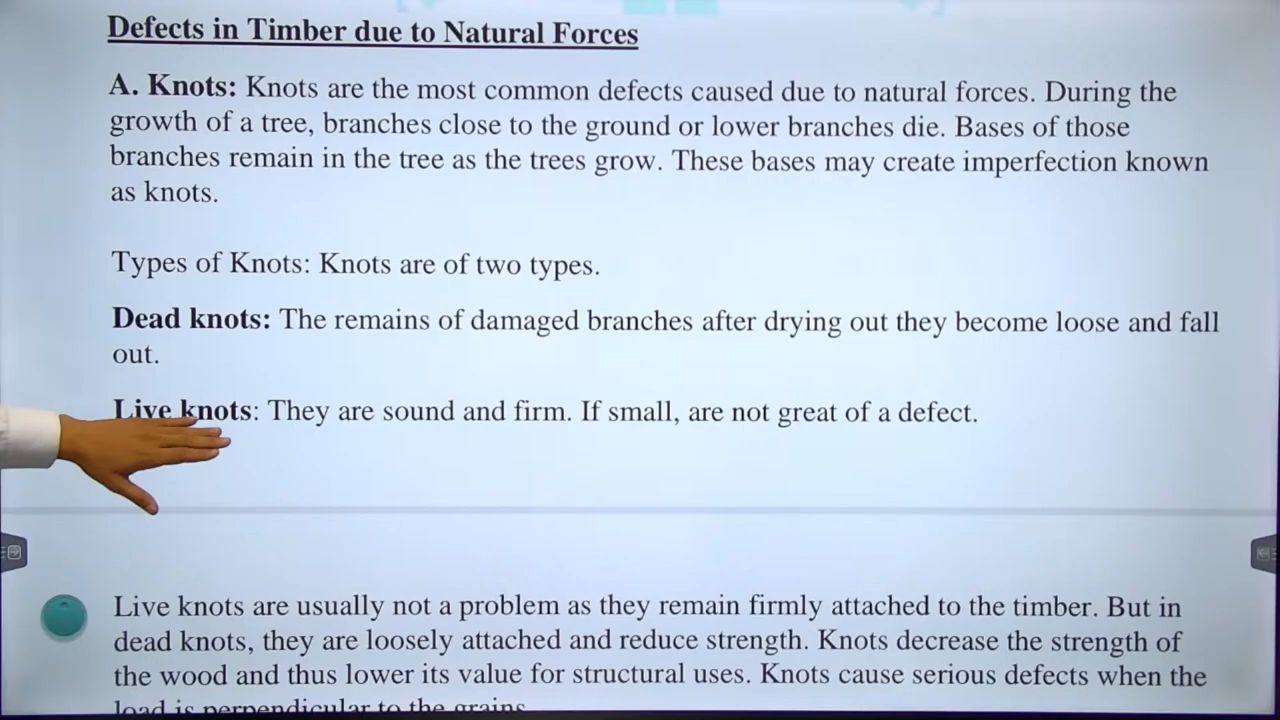 Defects in Timber due to Natural Forces
A. Knots: Knots are the most common defects caused due to natural forces. During the
growth of a tree, branches close to the ground or lower branches die. Bases of those
branches remain in the tree as the trees grow. These bases may create imperfection known
as knots.
Types of Knots: Knots are of two types.
Dead knots: The remains of damaged branches after drying out they become loose and fall
out.
Live knots: They are sound and firm. If small, are not great of a defect.
Live knots are usually not a problem as they remain firmly attached to the timber. But in
dead knots, they are loosely attached and reduce strength. Knots decrease the strength of
the wood and thus lower its value for structural uses. Knots cause serious defects when the
load is perpendicular to the grains